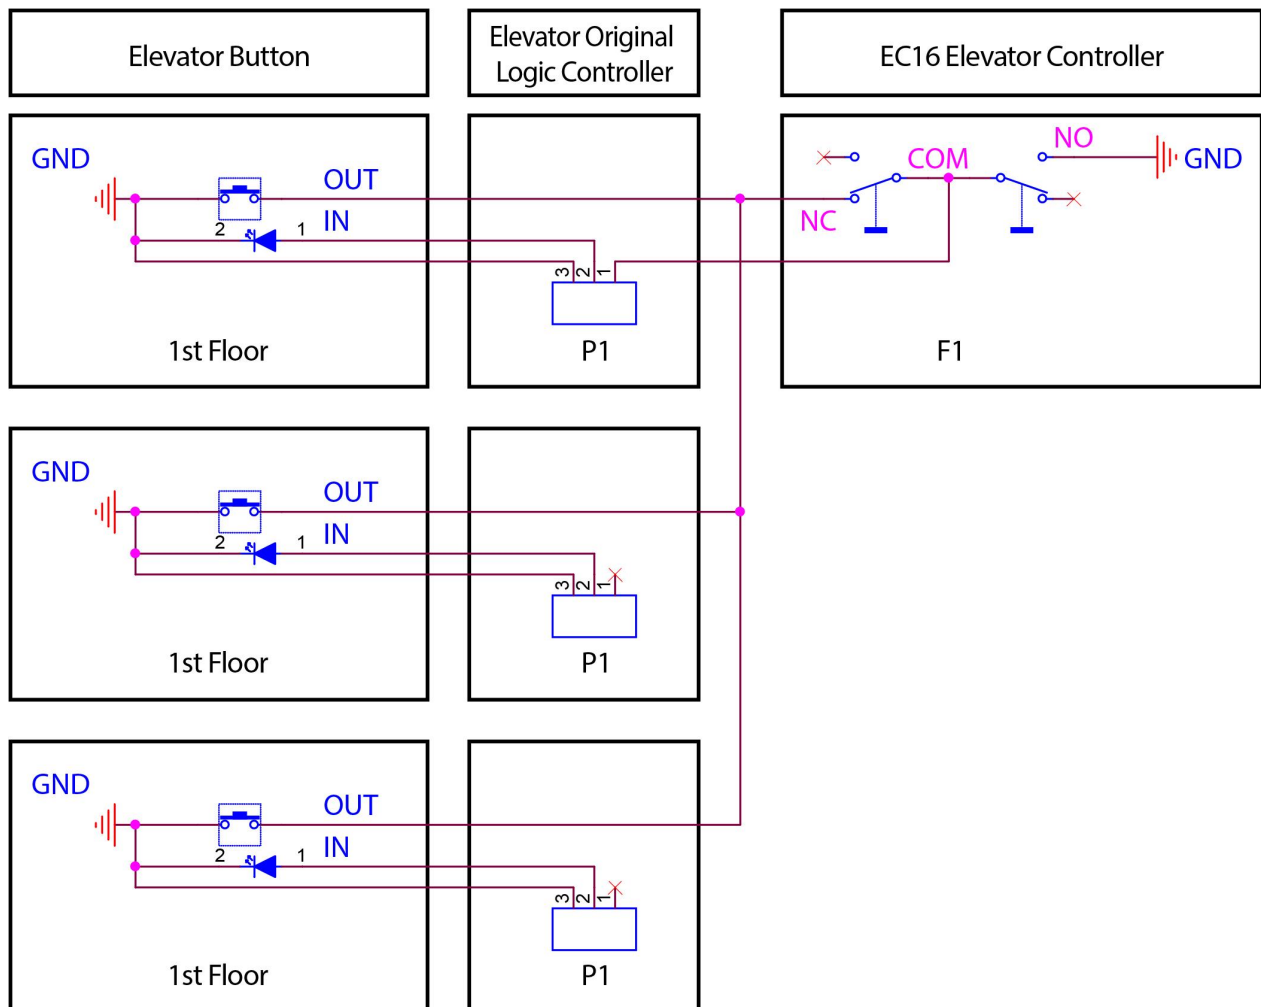 Elevator Button
Elevator Original
Logic Controller
EC16 Elevator Controller
GND
OUT
IN
2
1
1st Floor
3
2
1
P1
NC
COM
NO
GND
F1
GND
OUT
IN
2
1
1st Floor
3
2
1
P1
GND
OUT
IN
2
1
1st Floor
3
2
1
P1